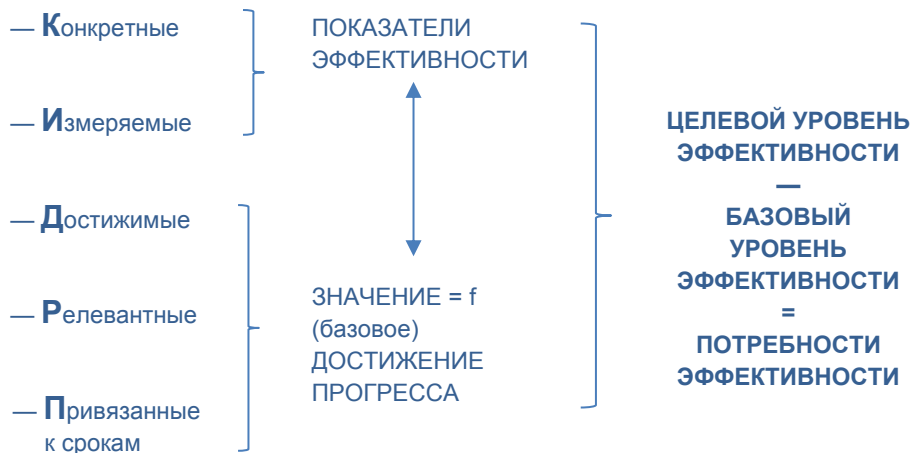 — Конкретные
— Измеряемые
— Достижимые
— Релевантные
— Привязанные
к срокам
ПОКАЗАТЕЛИ
ЭФФЕКТИВНОСТИ
ЗНАЧЕНИЕ = f
(базовое)
ДОСТИЖЕНИЕ
ПРОГРЕССА
ЦЕЛЕВОЙ УРОВЕНЬ
ЭФФЕКТИВНОСТИ
—
БАЗОВЫЙ
УРОВЕНЬ
ЭФФЕКТИВНОСТИ
=
ПОТРЕБНОСТИ
ЭФФЕКТИВНОСТИ